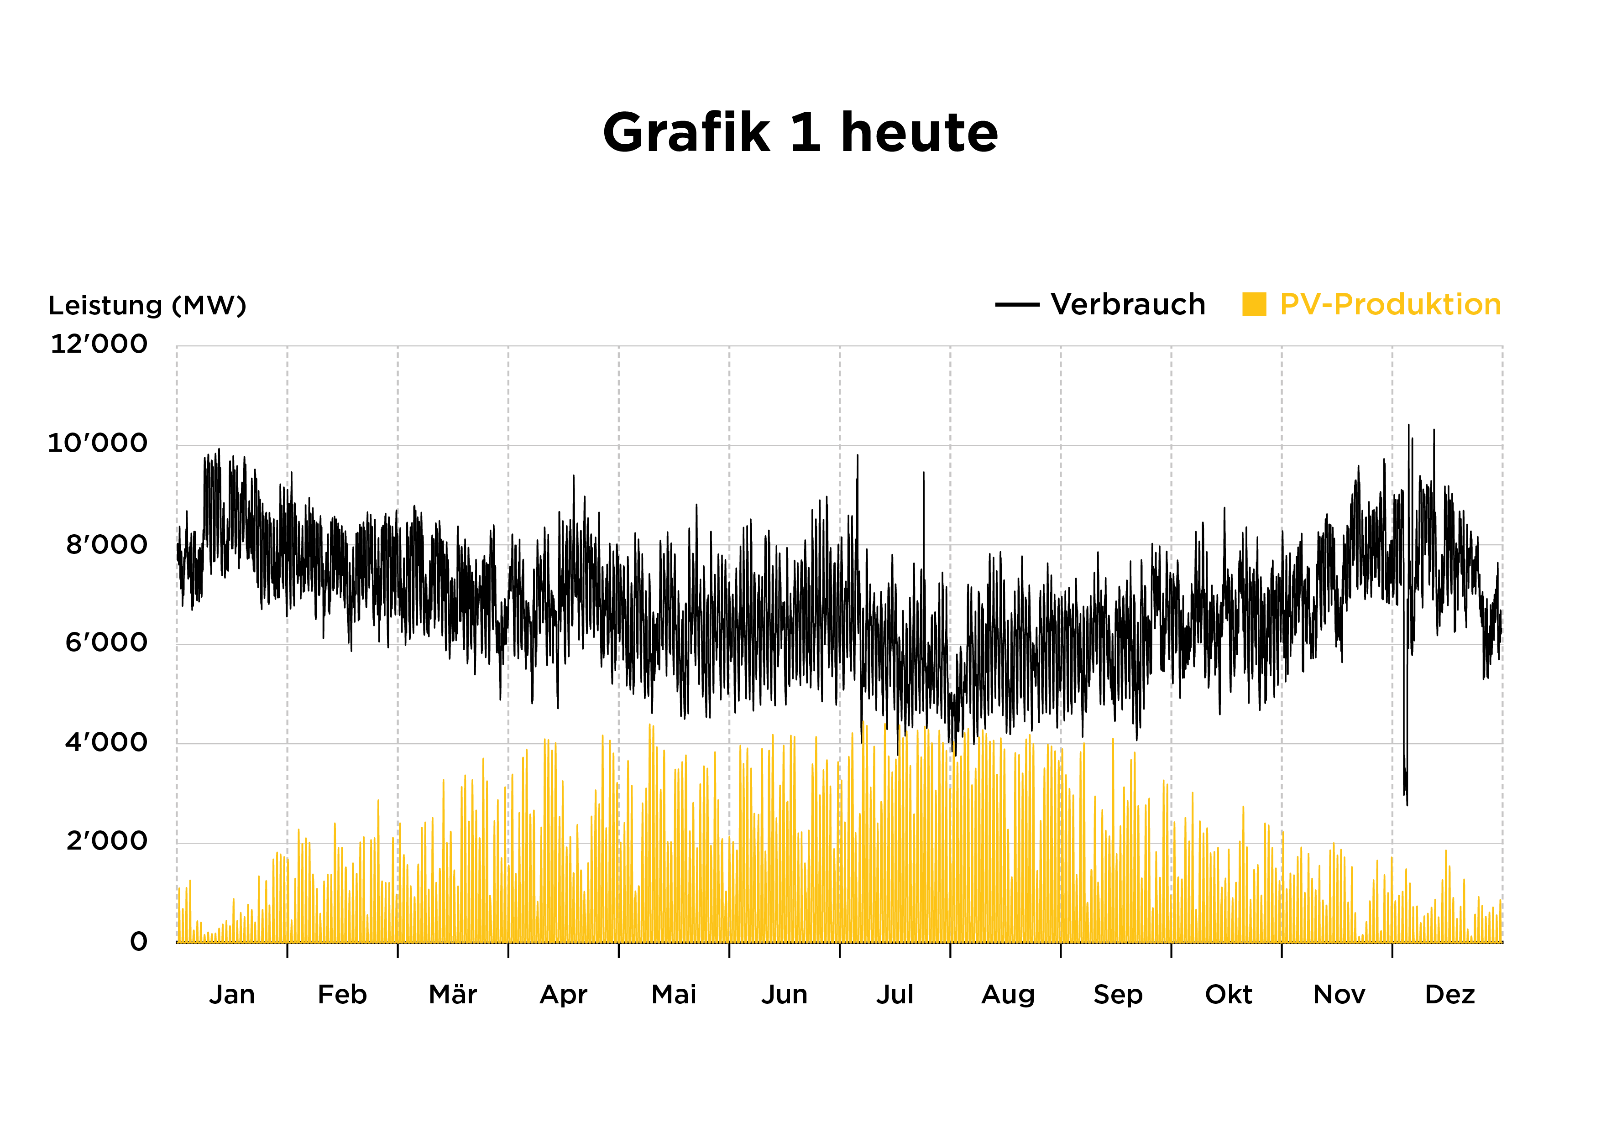 Grafik 1 heute
Leistung (MW)
Verbrauch
PV-Produktion
12'000
10'000
8'000
6'000
4'000
2'000
0
Jan Feb Mär Apr Mai Jun Jul Aug Sep Okt Nov Dez